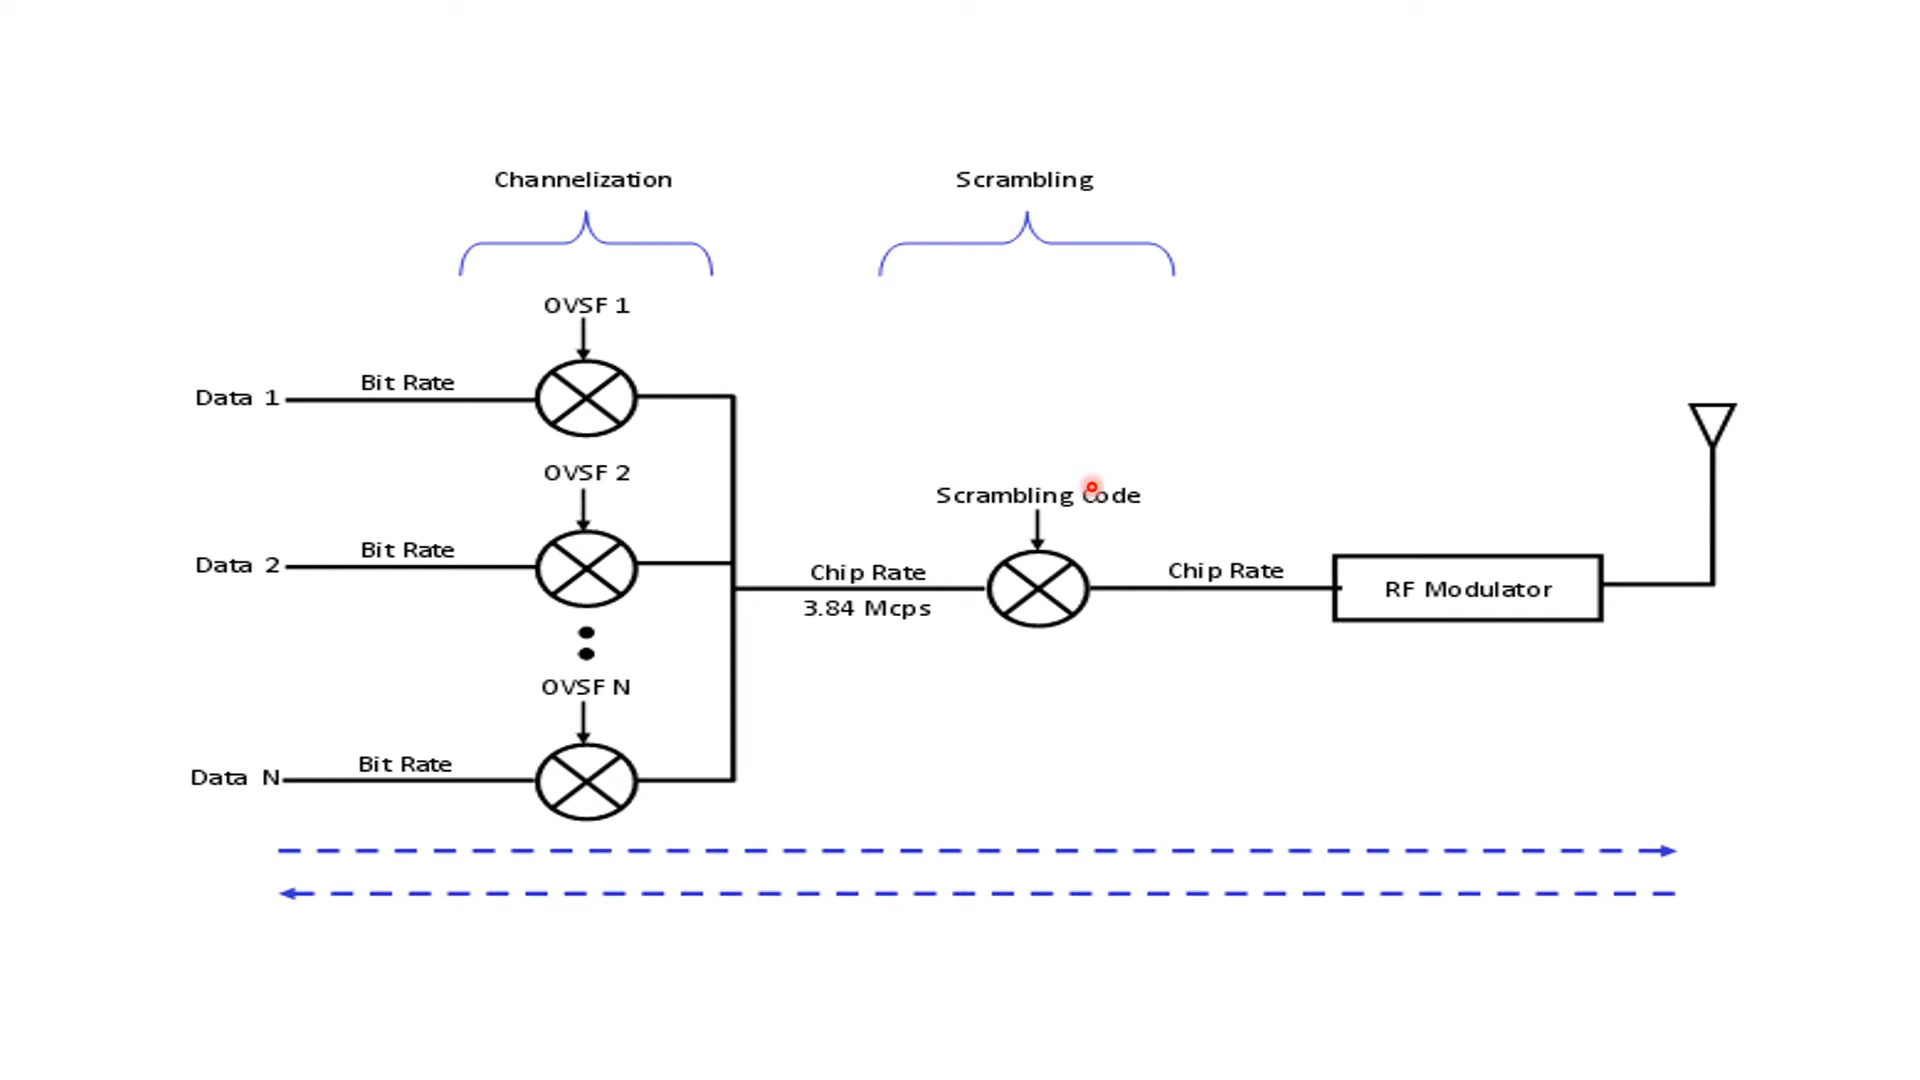 Channelization
Scrambling
OVSF 1
Data 1
Bit Rate
OVSF 2
Data 2
Bit Rate
Scrambling Code
Chip Rate
3.84 Mcps
Chip Rate
RF Modulator
OVSF N
Data N
Bit Rate